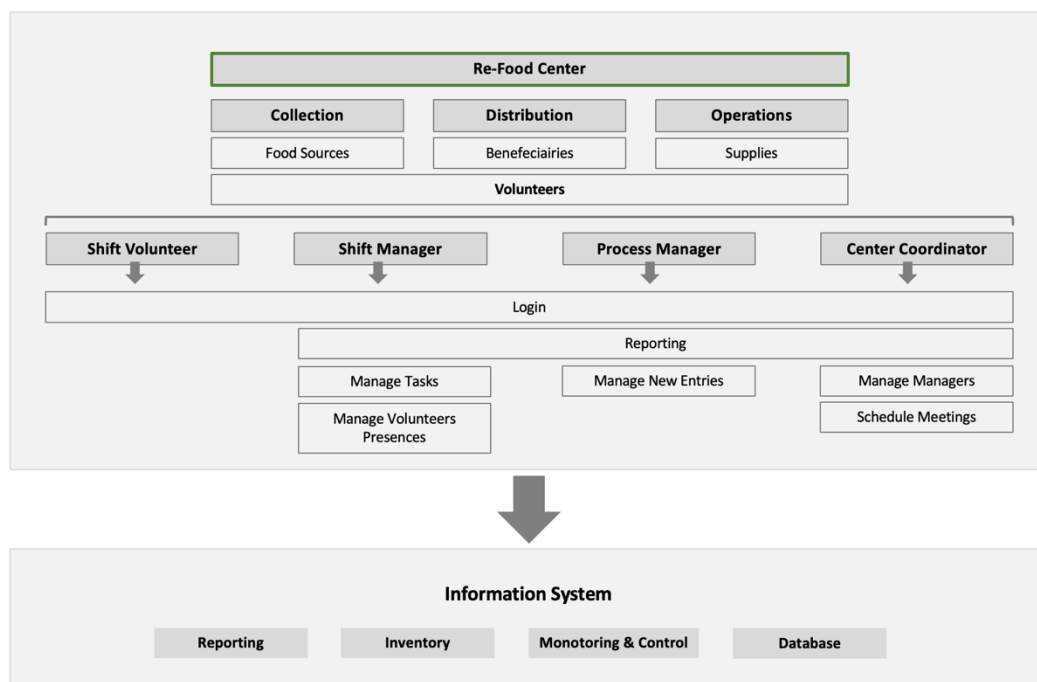 Re-Food Center
Collection
Distribution
Operations
Food Sources
Benefeciairies
Supplies
Volunteers
Shift Volunteer
Shift Manager
Process Manager
Center Coordinator
Login
Reporting
Manage Tasks
Manage New Entries
Manage Managers
Manage Volunteers
Presences
Schedule Meetings
Information System
Reporting
Inventory
Monotoring & Control
Database